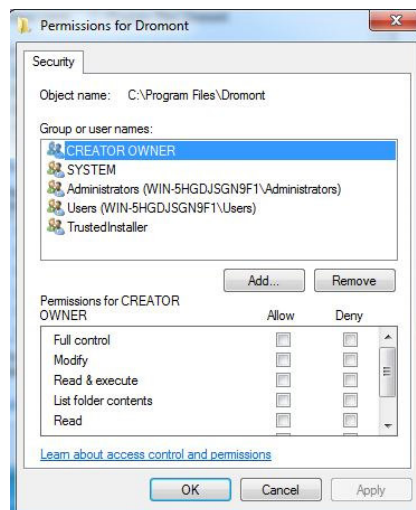 Permissions for Dromont
Security
Object name: C:\Program Files\Dromont
Group or user names:
CREATOR OWNER
SYSTEM
Administrators (WIN-5HGDJSGN9F1\Administrators)
Users (WIN-5HGDJSGN9F1\Users)
TrustedInstaller
Add... Remove
Permissions for CREATOR
OWNER Allow Deny
Full control
Modify
Read & execute
List folder contents
Read
Learn about access control and permissions
OK Cancel Apply